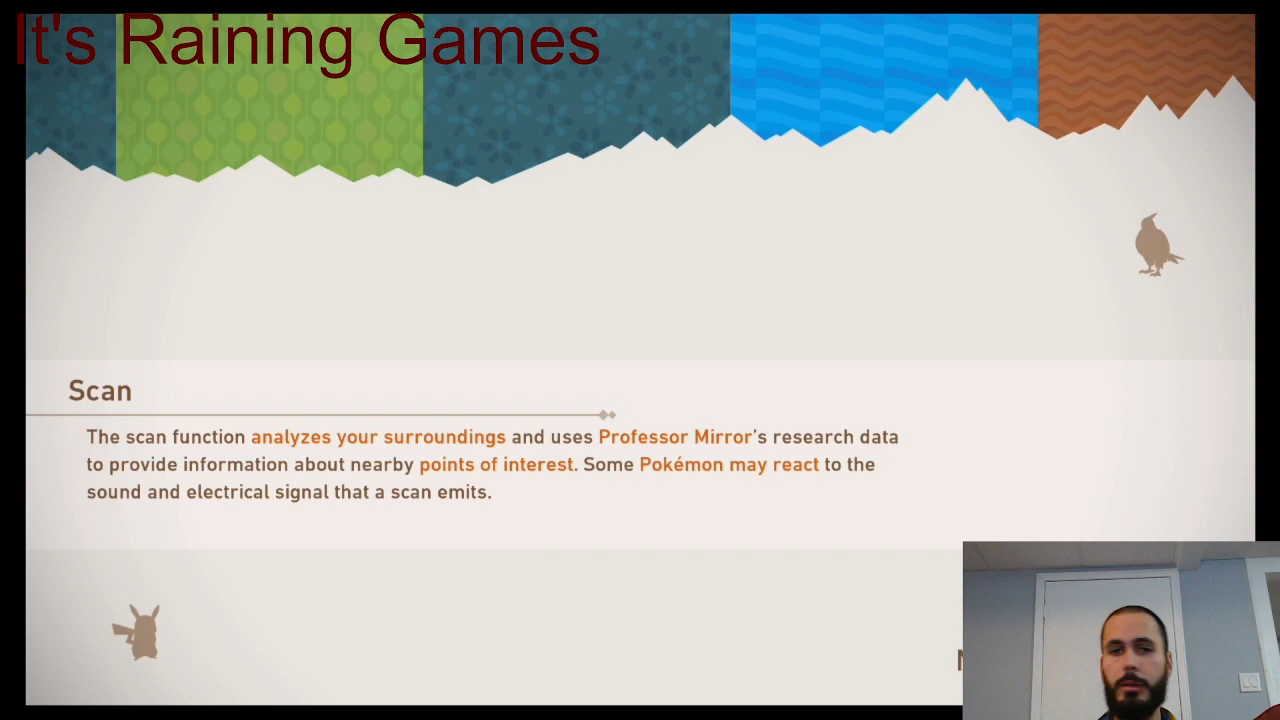 It's Raining Games
Scan
The scan function analyzes your surroundings and uses Professor Mirror's research data
to provide information about nearby points of interest. Some Pokémon may react to the
sound and electrical signal that a scan emits.